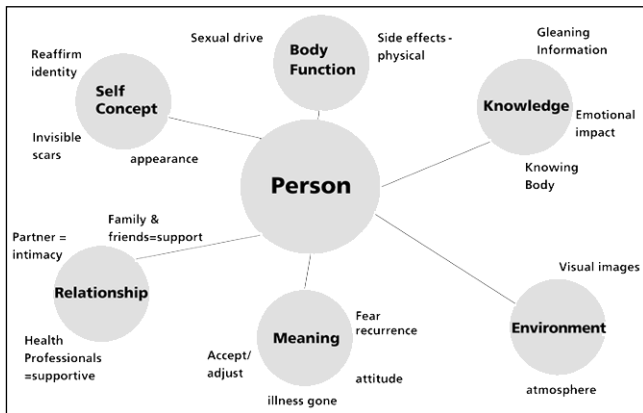 Reaffirm
identity
Self
Concept
Invisible
scars
appearance
Sexual drive
Body
Function
Side effects -
physical
Gleaning
Information
Knowledge
Emotional
impact
Knowing
Body
Person
Family &
friends=support
Partner =
intimacy
Relationship
Health
Professionals
=supportive
Fear
recurrence
Meaning
Accept/
adjust
attitude
illness gone
Visual images
Environment
atmosphere